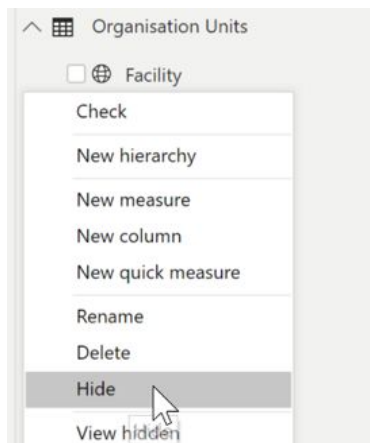 Organisation Units
Facility
Check
New hierarchy
New measure
New column
New quick measure
Rename
Delete
Hide
View hidden